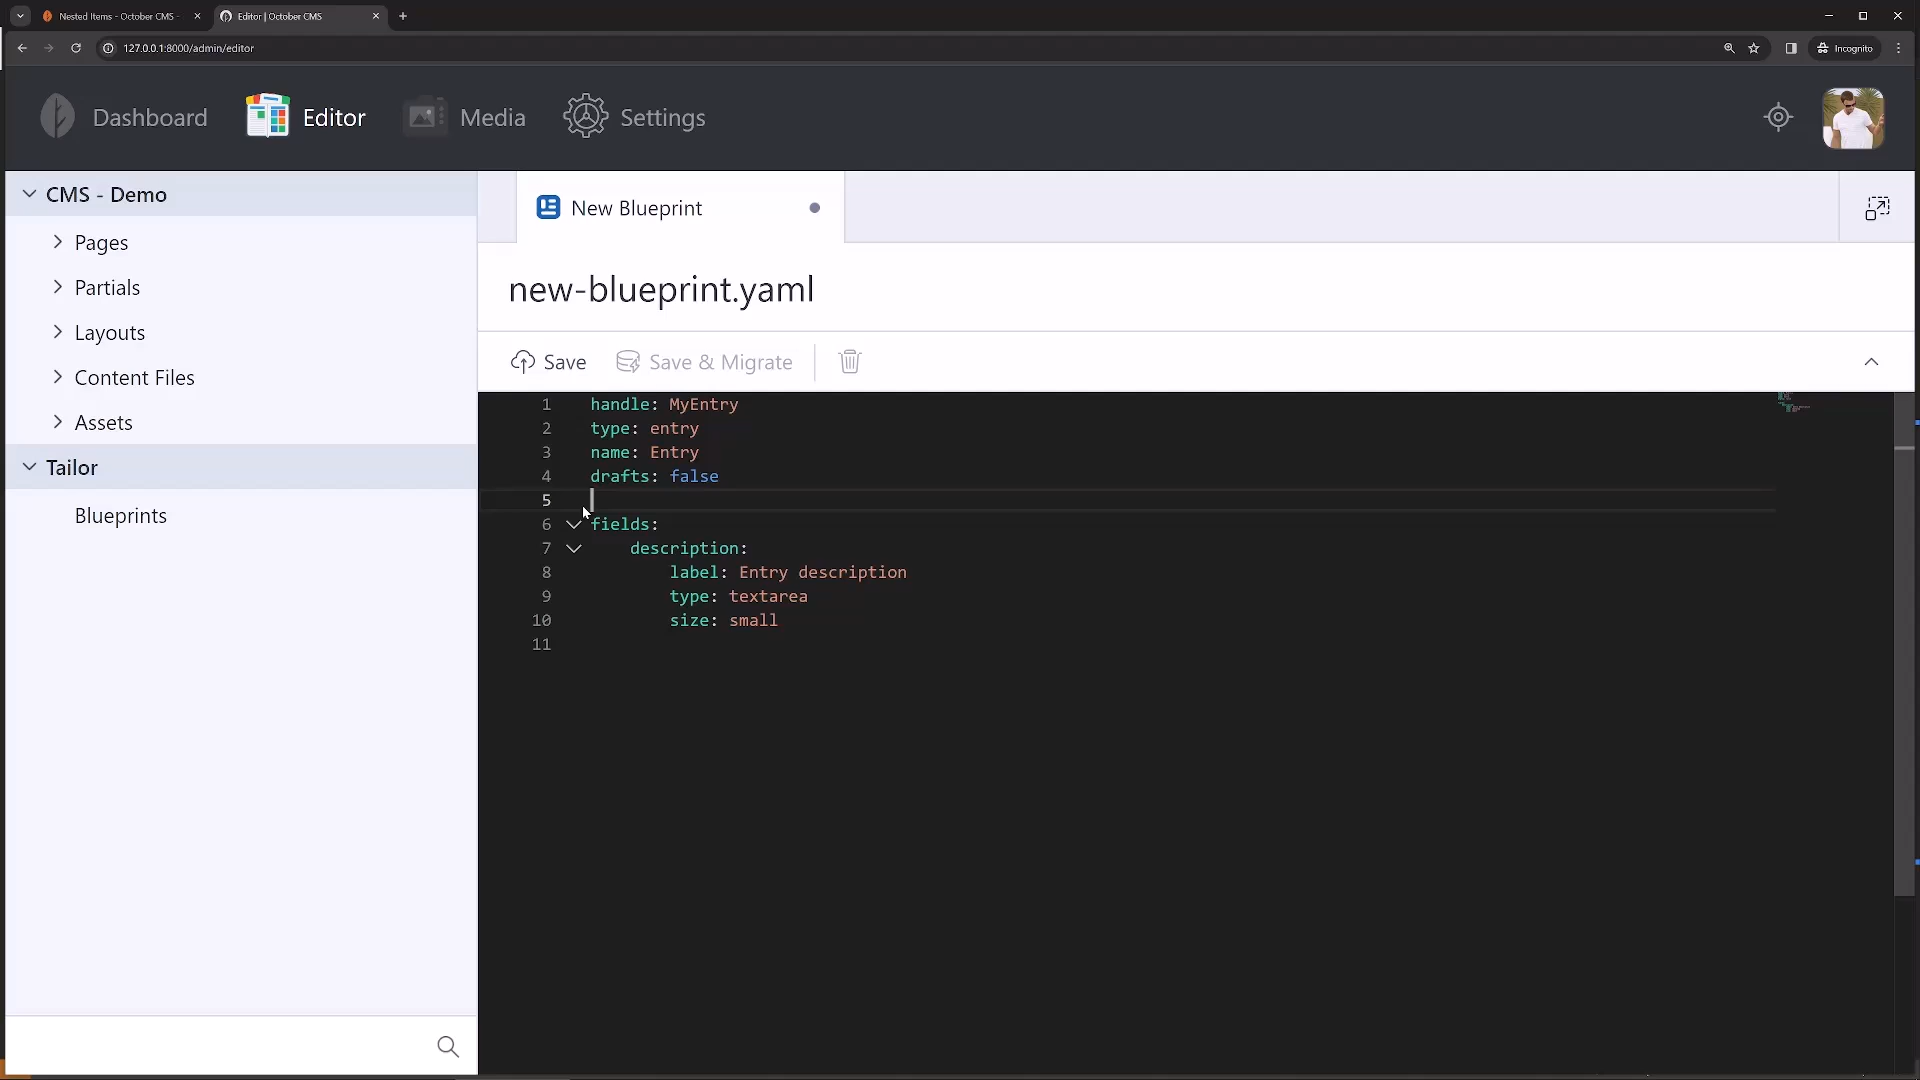 Nested Items - October CMS -
Editor | October CMS
127.0.0.1:8000/admin/editor
Incognito
Dashboard
Editor
Media
Settings
CMS - Demo
Pages
Partials
Layouts
Content Files
Assets
Tailor
Blueprints
New Blueprint
new-blueprint.yaml
Save
Save & Migrate
1 handle: MyEntry
2 type: entry
3 name: Entry
4 drafts: false
5
6 fields:
7 description:
8 label: Entry description
9 type: textarea
10 size: small
11